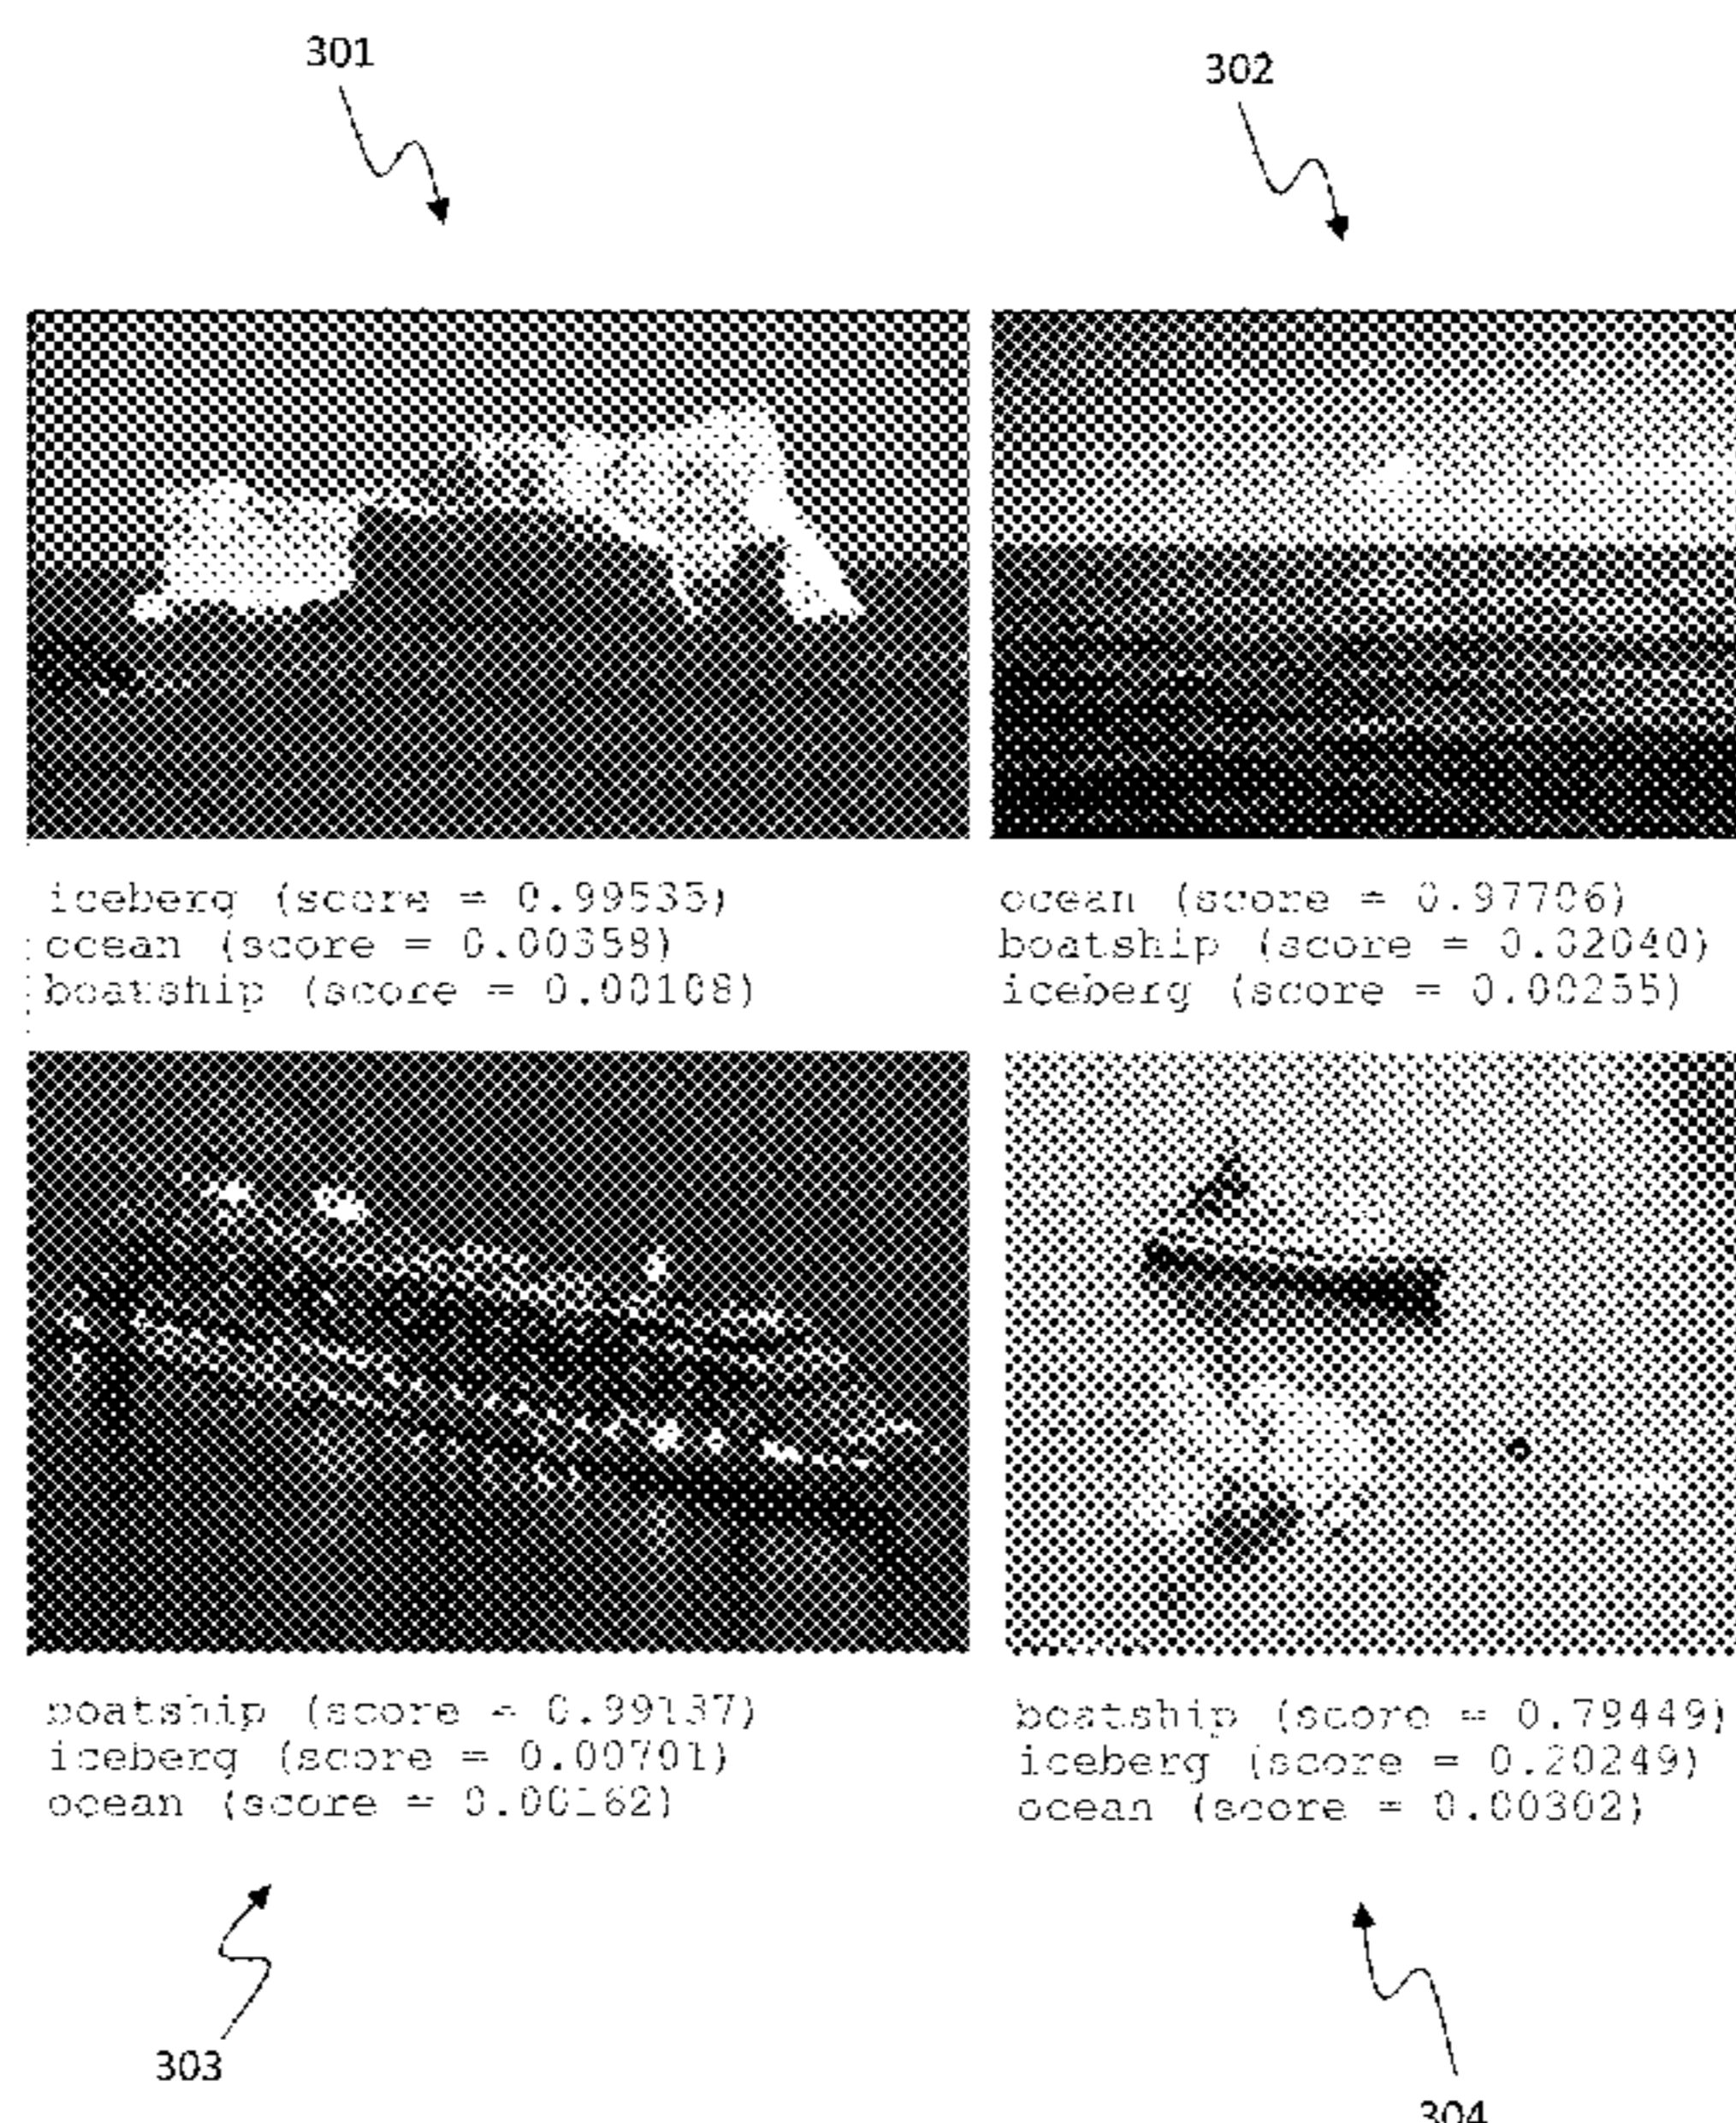 301
302
iceberg (score = 0.99535)
ocean (score = 0.00358)
boatship (score = 0.00108)
ocean (score = 0.97706)
boatship (score = 0.02040)
iceberg (score = 0.00255)
boatship (score = 0.99137)
iceberg (score = 0.00701)
ocean (score = 0.00162)
boatship (score = 0.79449)
iceberg (score = 0.20249)
ocean (score = 0.00302)
303
304